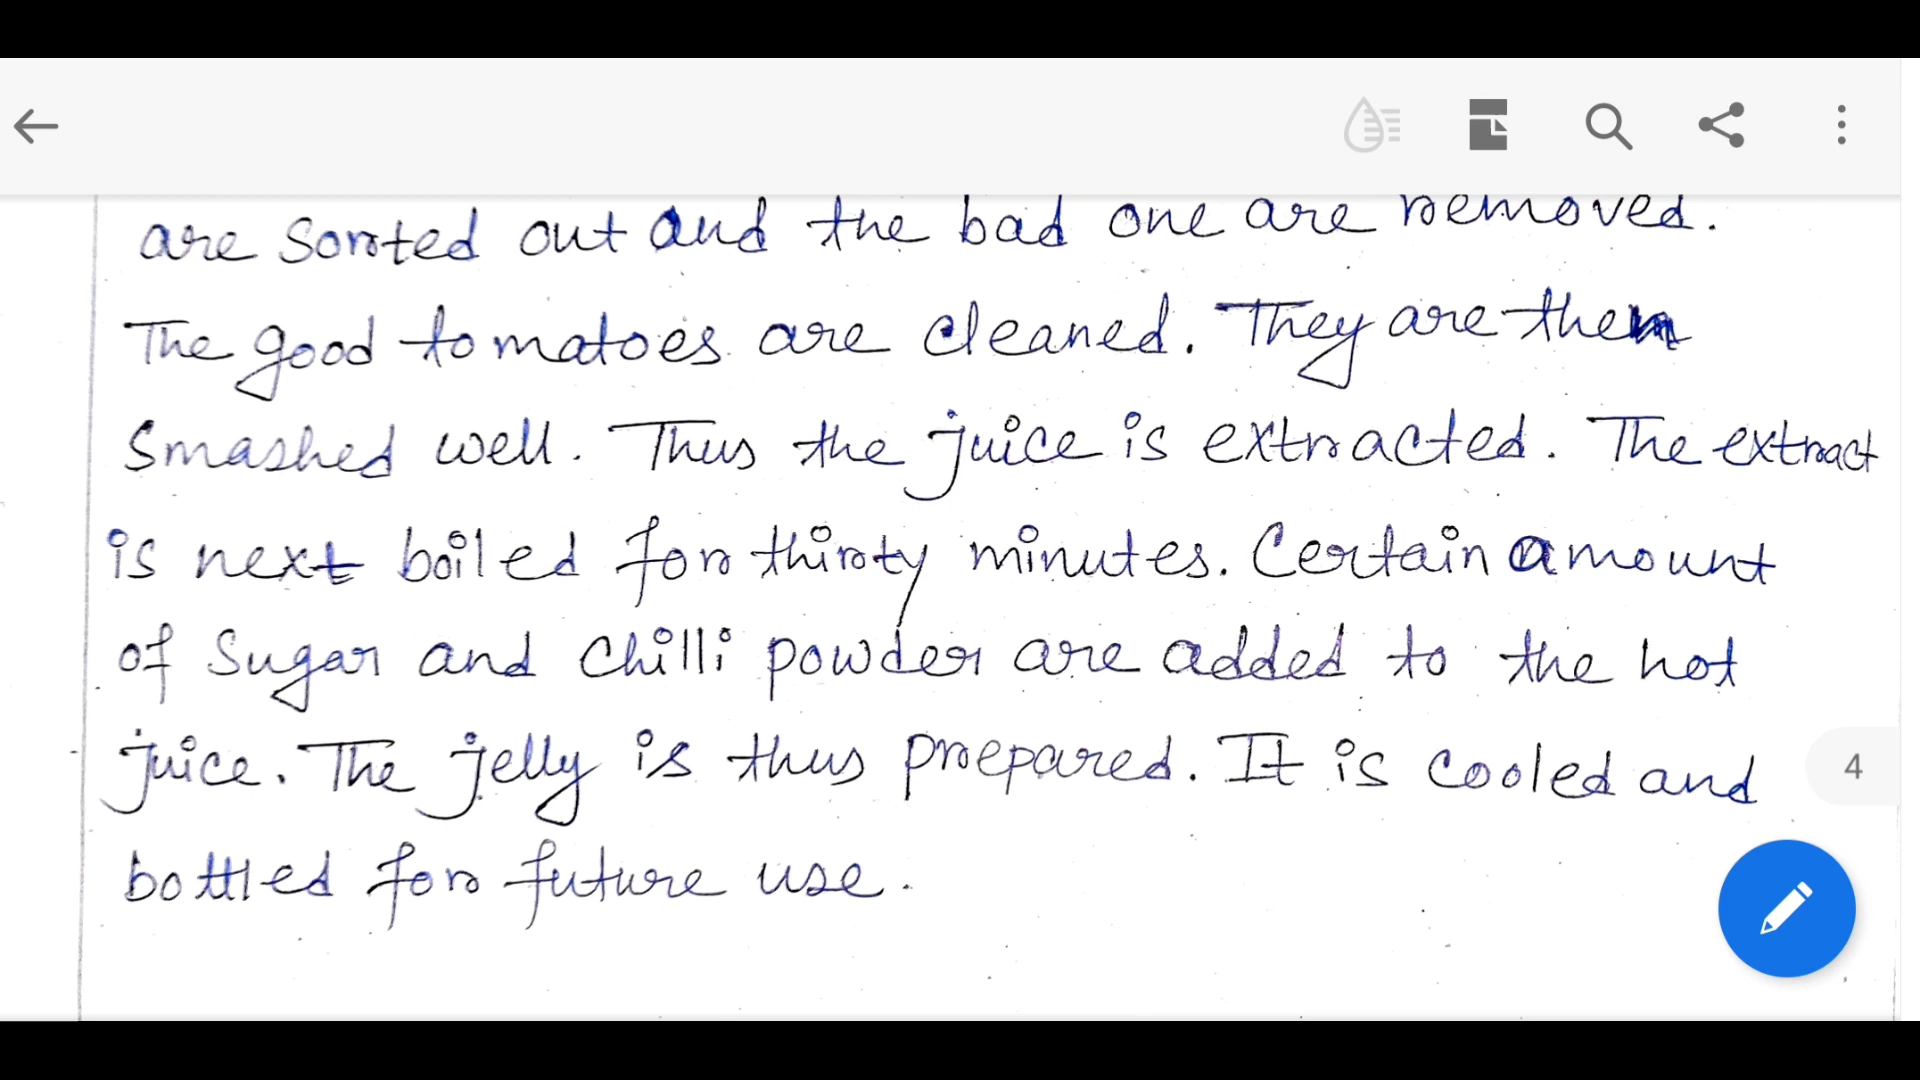 are sorted out and the bad one are removed.
The good tomatoes are cleaned. They are then
smashed well. Thus the juice is extracted. The extract
is next boiled for thirty minutes. Certain amount
of sugar and chilli powder are added to the hot
juice. The jelly is thus prepared. It is cooled and
bottled for future use.
4